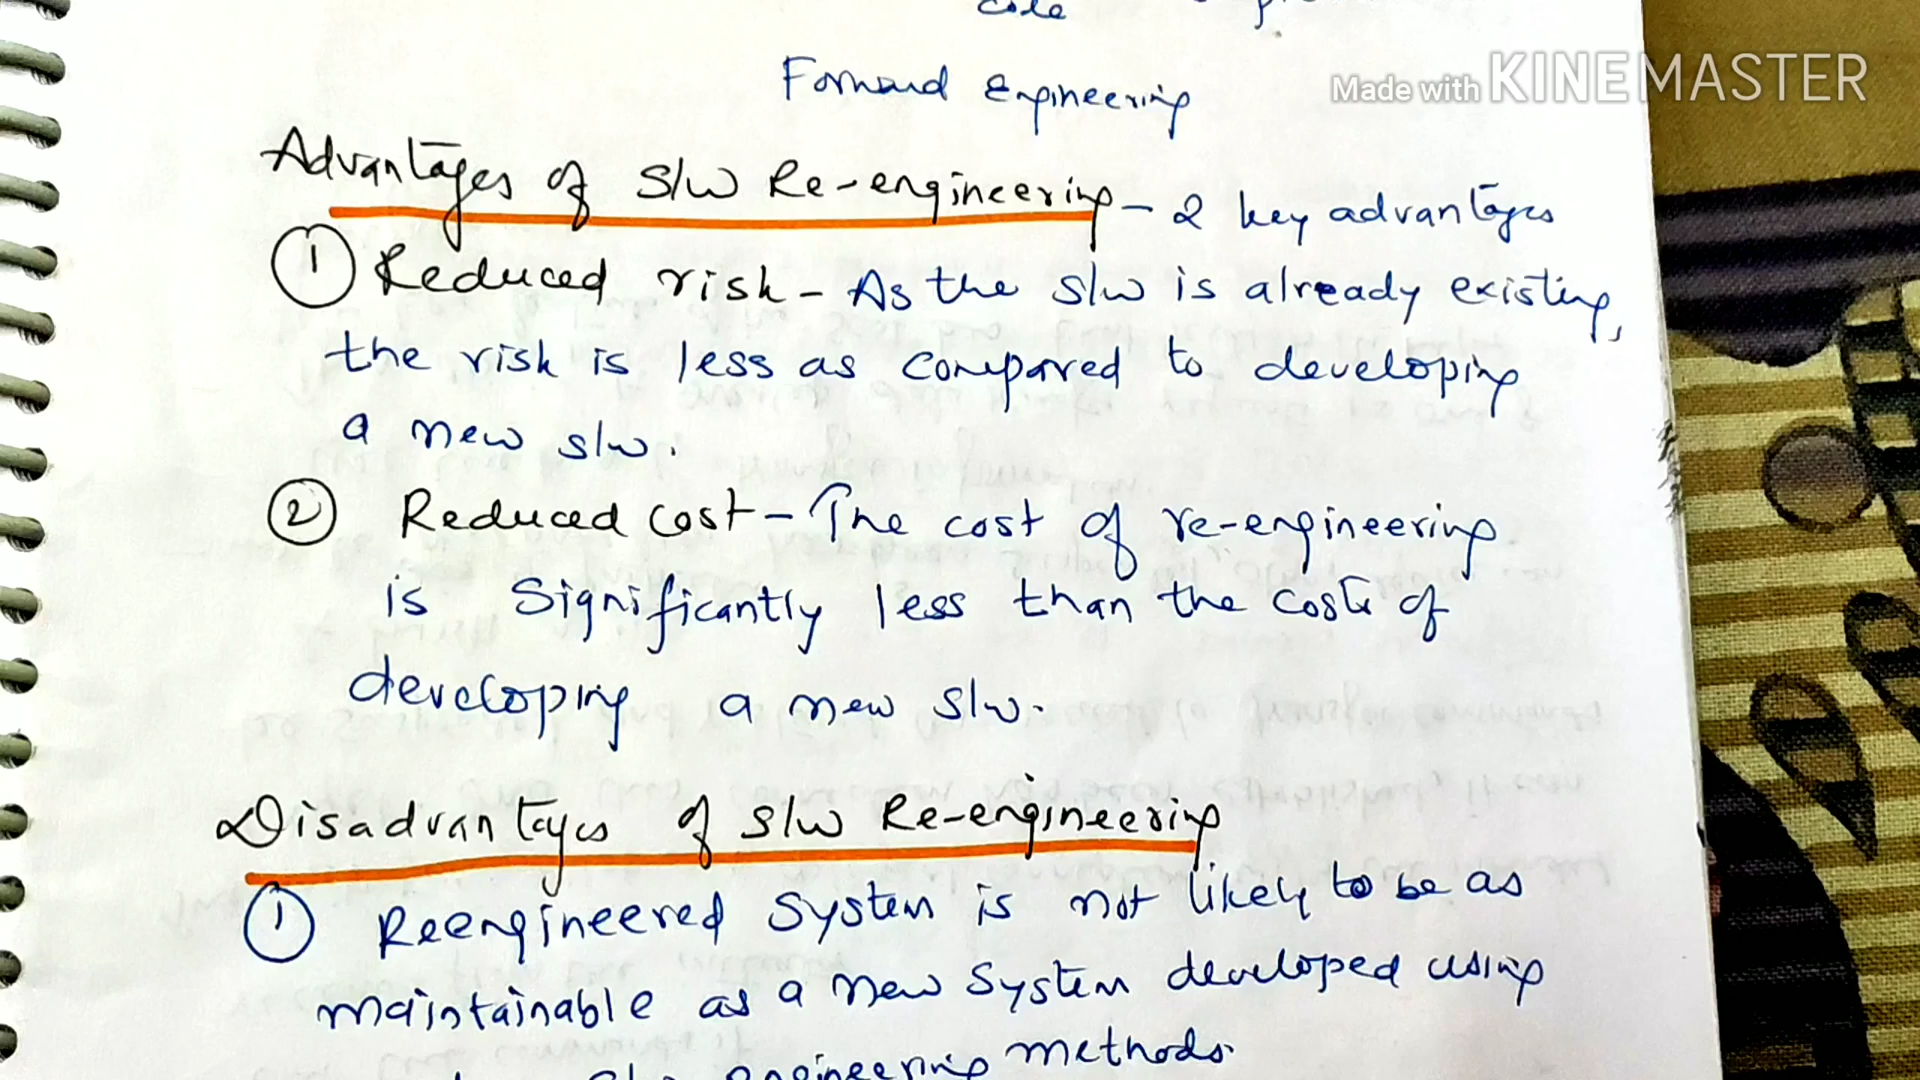 code
Forward Engineering
Made with KINEMASTER
Advantages of S/W Re-engineering - 2 key advantages
① Reduced risk - As the S/W is already existing,
the risk is less as compared to developing
a new s/w.
② Reduced cost - The cost of re-engineering
is significantly less than the costs of
developing a new s/w.
Disadvantages of S/W Re-engineering
① Reengineered System is not likely to be as
maintainable as a new System developed using
engineering methods.